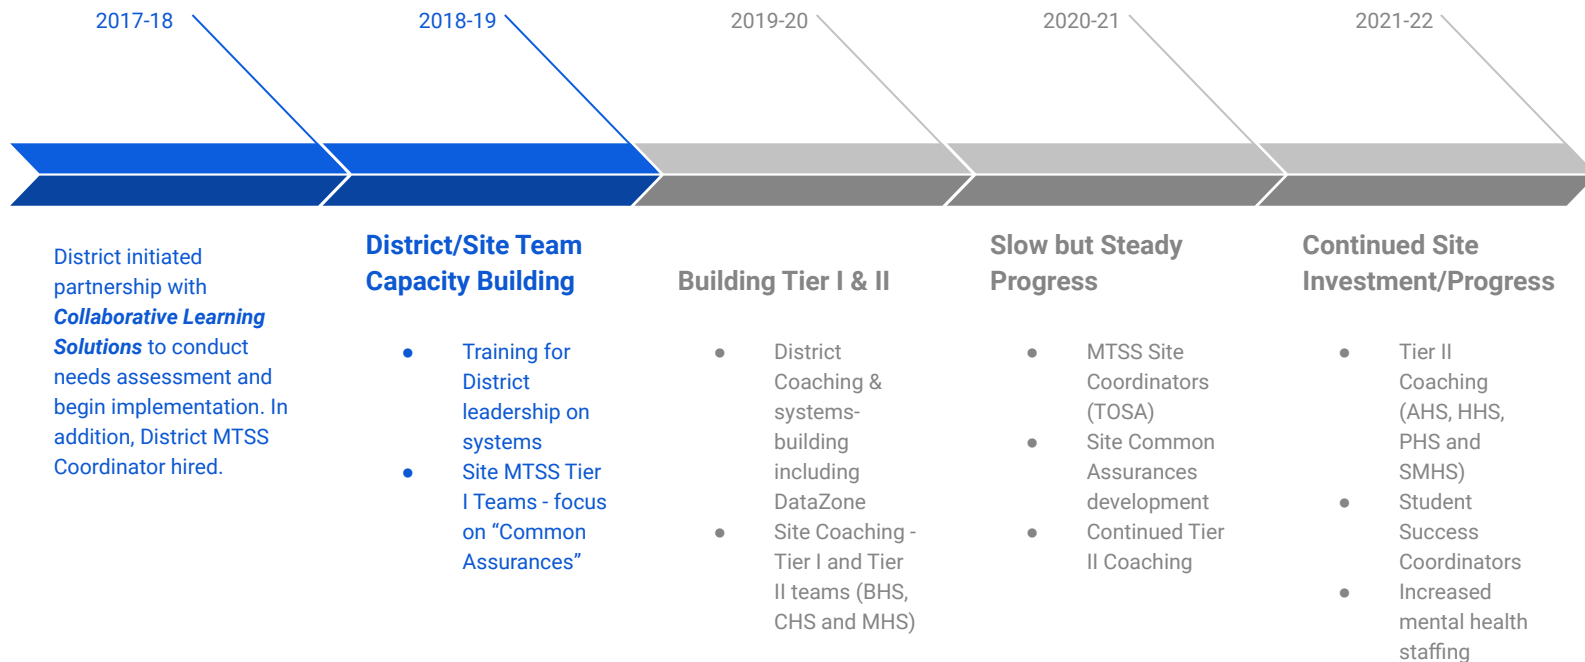 2017-18
2018-19
2019-20
2020-21
2021-22
District initiated
partnership with
Collaborative Learning
Solutions to conduct
needs assessment and
begin implementation. In
addition, District MTSS
Coordinator hired.
District/Site Team
Capacity Building
● Training for
District
leadership on
systems
● Site MTSS Tier
I Teams - focus
on “Common
Assurances”
Building Tier I & II
● District
Coaching &
systems-
building
including
DataZone
● Site Coaching -
Tier I and Tier
II teams (BHS,
CHS and MHS)
Slow but Steady
Progress
● MTSS Site
Coordinators
(TOSA)
● Site Common
Assurances
development
● Continued Tier
II Coaching
Continued Site
Investment/Progress
● Tier II
Coaching
(AHS, HHS,
PHS and
SMHS)
● Student
Success
Coordinators
● Increased
mental health
staffing